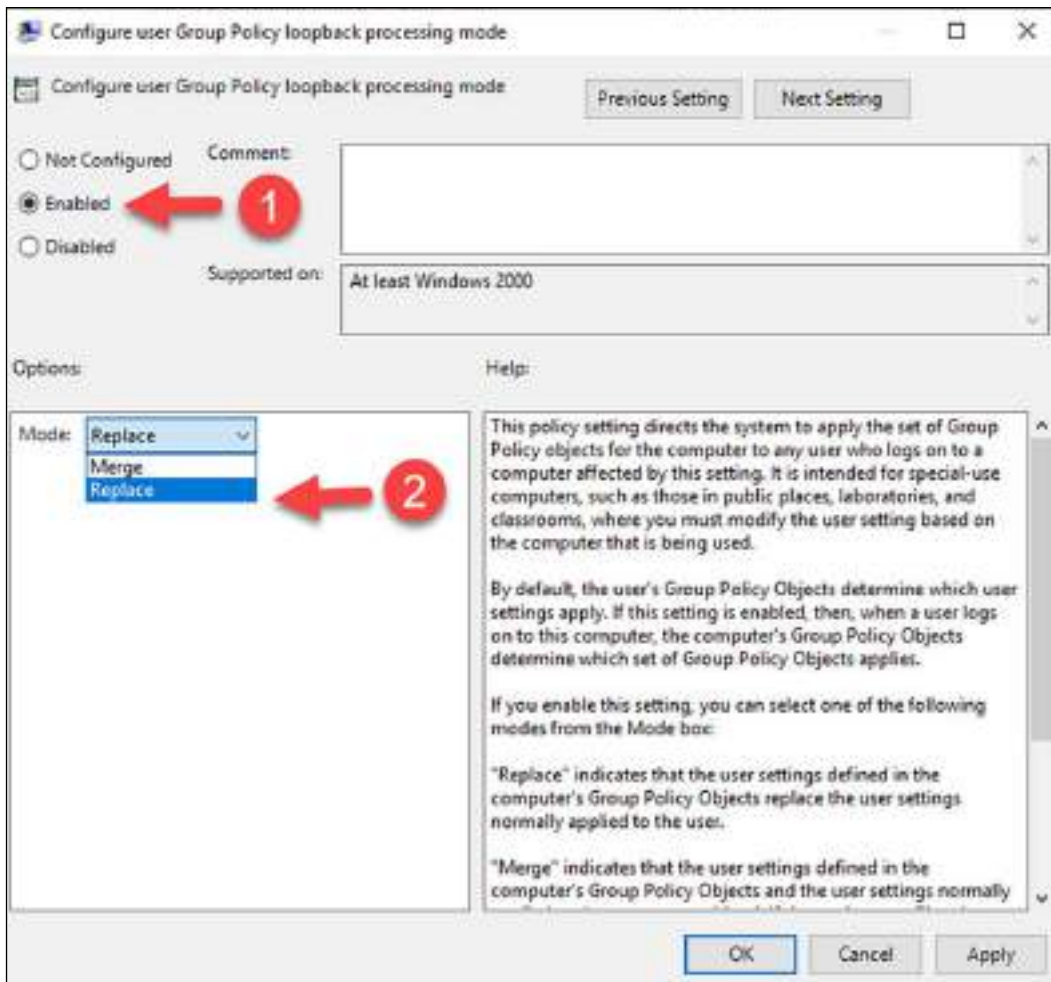 Configure user Group Policy loopback processing mode
Configure user Group Policy loopback processing mode
Previous Setting
Next Setting
Not Configured
Comment:
Enabled
1
Disabled
Supported on:
At least Windows 2000
Options:
Help:
Mode:
Replace
Merge
Replace
2
This policy setting directs the system to apply the set of Group
Policy objects for the computer to any user who logs on to a
computer affected by this setting. It is intended for special-use
computers, such as those in public places, laboratories, and
classrooms, where you must modify the user setting based on
the computer that is being used.
By default, the user's Group Policy Objects determine which user
settings apply. If this setting is enabled, then, when a user logs
on to this computer, the computer's Group Policy Objects
determine which set of Group Policy Objects applies.
If you enable this setting, you can select one of the following
modes from the Mode box:
"Replace" indicates that the user settings defined in the
computer's Group Policy Objects replace the user settings
normally applied to the user.
"Merge" indicates that the user settings defined in the
computer's Group Policy Objects and the user settings normally
OK
Cancel
Apply